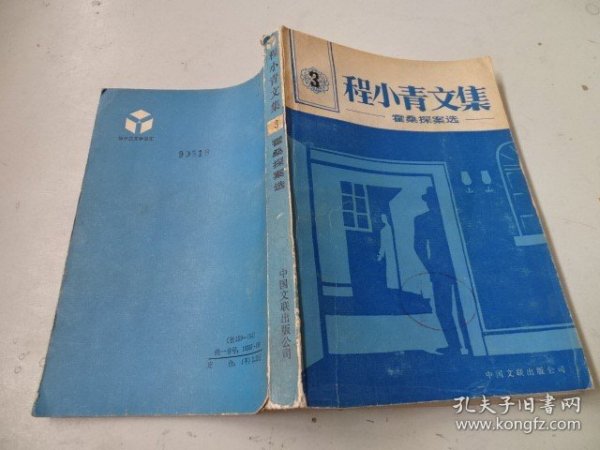 3
程小青文集
霍桑探案选
中国文联出版公司
程小青文集
3
霍桑探案选
中国文联出版公司
孔夫子旧书网
www.kongfz.com